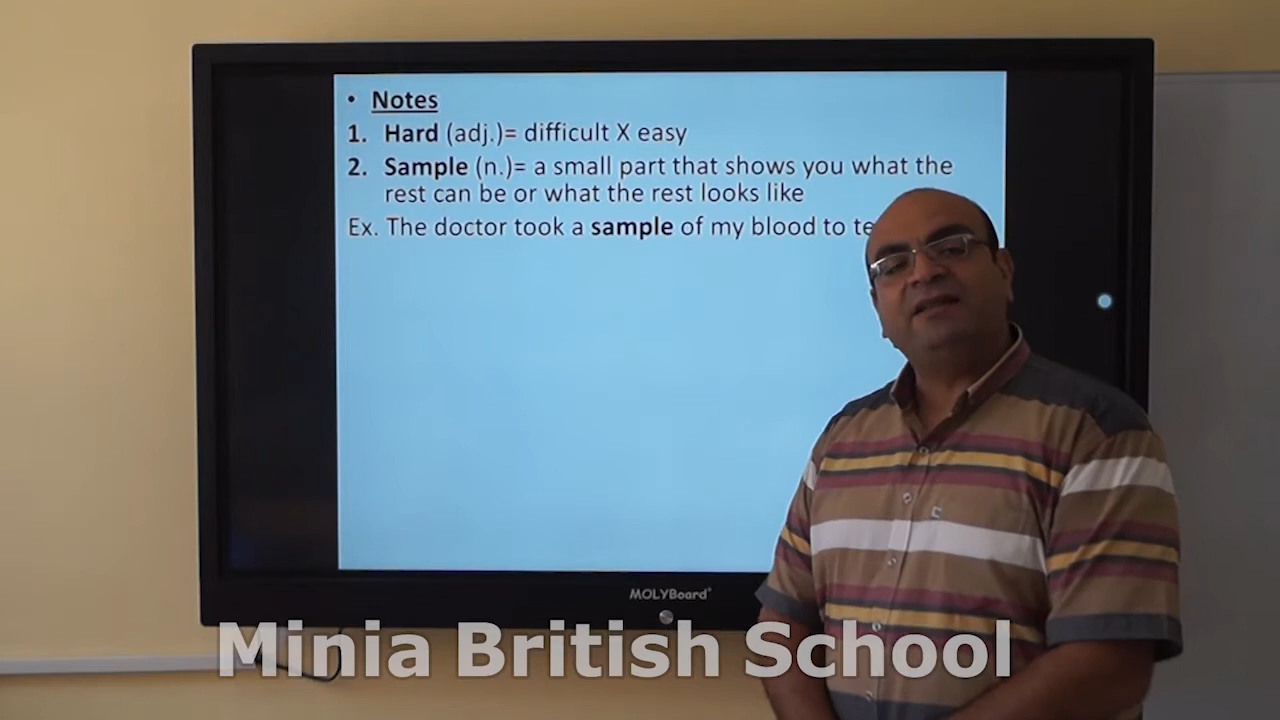 • Notes
1. Hard (adj.)= difficult X easy
2. Sample (n.)= a small part that shows you what the
rest can be or what the rest looks like
Ex. The doctor took a sample of my blood to
MOLYBoard
Minia British School